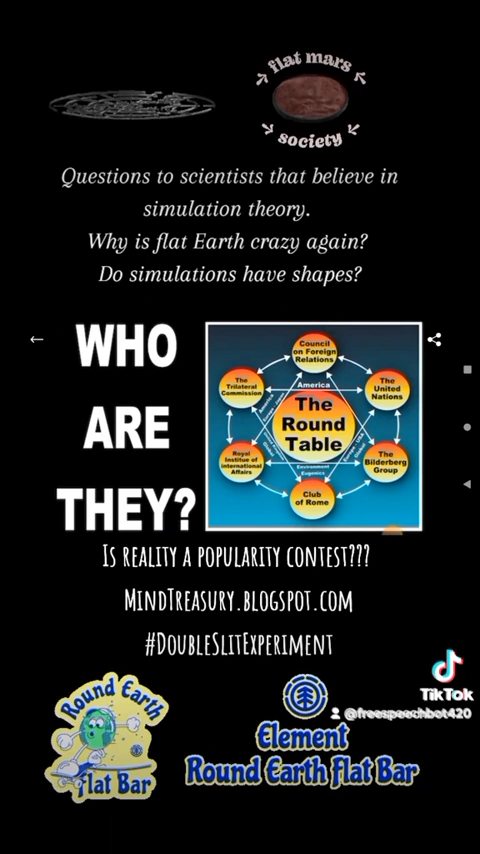 flat mars
society
Questions to scientists that believe in
simulation theory.
Why is flat Earth crazy again?
Do simulations have shapes?
WHO
ARE
THEY?
Council
on Foreign
Relations
The
Trilateral
Commission
America
The
United
Nations
The
Round
Table
Royal
Institue of
international
Affairs
Environment
Eugenics
The
Bilderberg
Group
Club
of Rome
Is reality a popularity contest???
MindTreasury.blogspot.com
#DoubleSlitExperiment
TikTok
@freespeechbot420
Round Earth
flat Bar
Element
Round Earth flat Bar